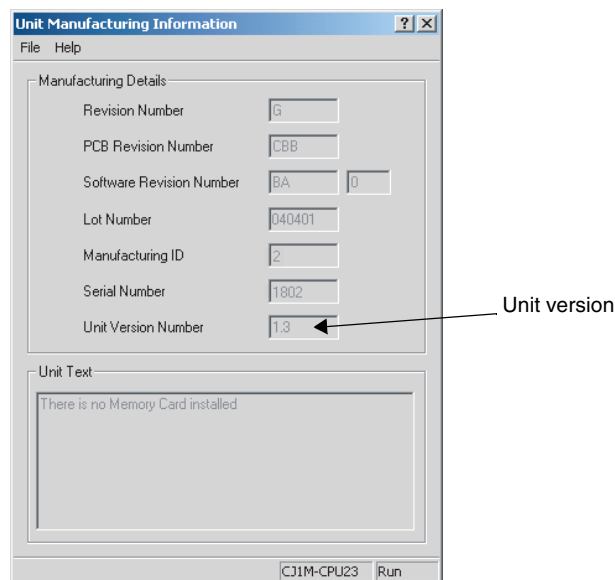 Unit Manufacturing Information
File Help
Manufacturing Details
Revision Number G
PCB Revision Number CBB
Software Revision Number BA 0
Lot Number 040401
Manufacturing ID 2
Serial Number 1802
Unit Version Number 1.3
Unit version
Unit Text
There is no Memory Card installed
CJ1M-CPU23 Run